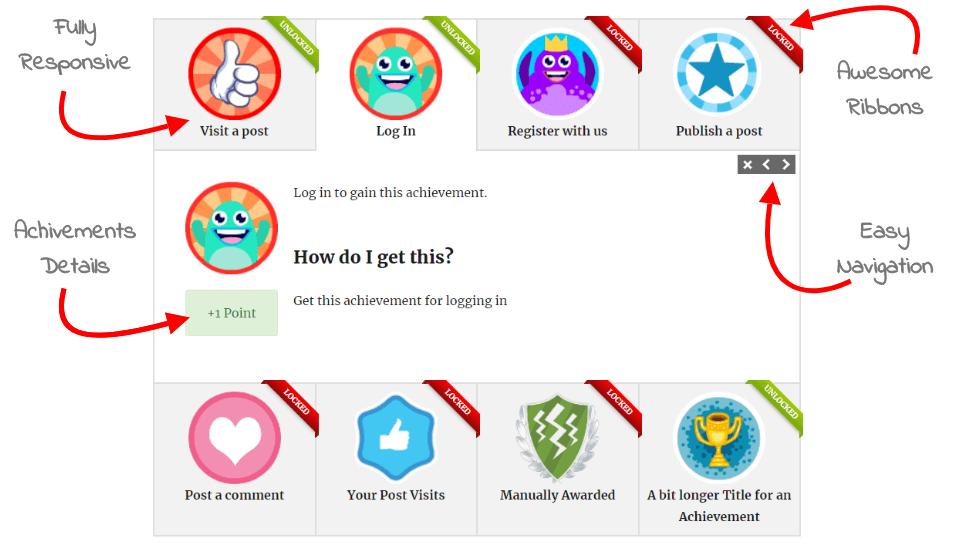 Fully
Responsive
UNLOCKED
Visit a post
UNLOCKED
Log In
LOCKED
Register with us
LOCKED
Publish a post
Awesome
Ribbons
Log in to gain this achievement.
Achivements
Details
How do I get this?
Easy
Navigation
+1 Point
Get this achievement for logging in
LOCKED
Post a comment
LOCKED
Your Post Visits
LOCKED
Manually Awarded
UNLOCKED
A bit longer Title for an
Achievement